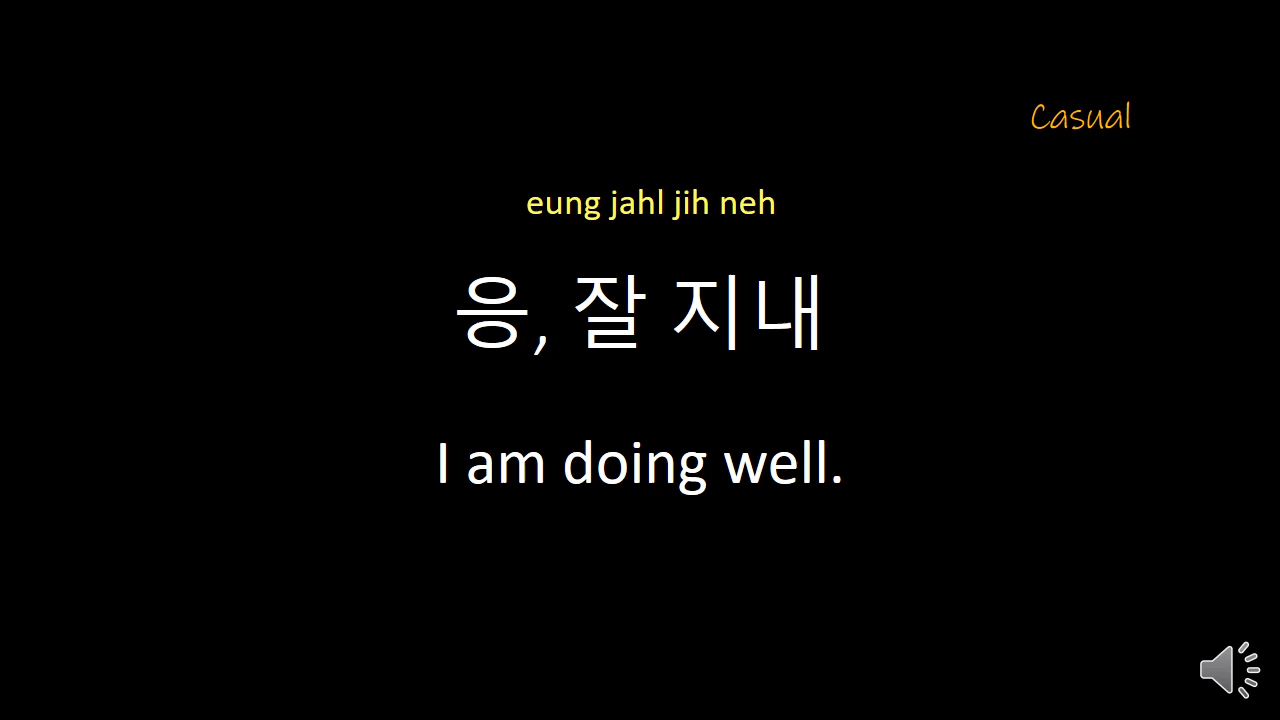 Casual
eung jahl jih neh
응, 잘 지내
I am doing well.